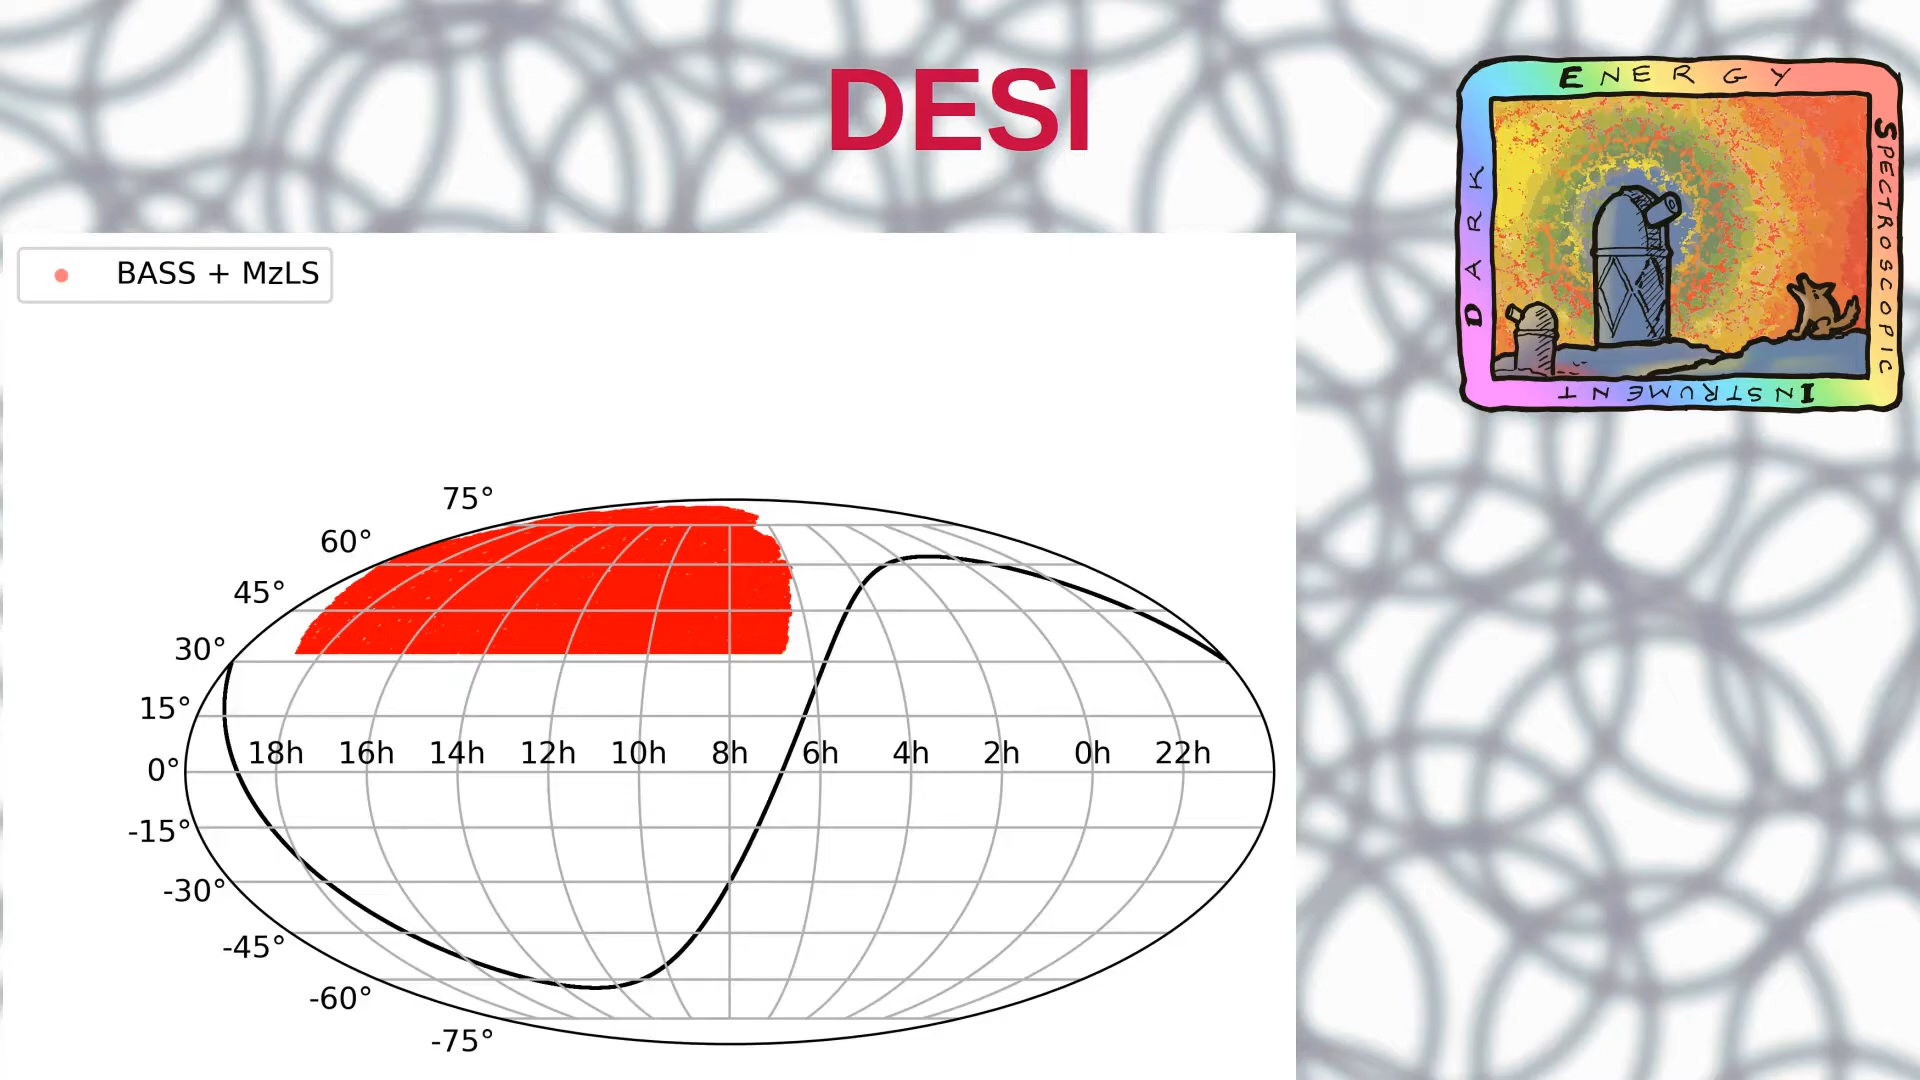 DESI
DARK ENERGY SPECTROSCOPIC INSTRUMENT
BASS + MzLS
75°
60°
45°
30°
15°
18h 16h 14h 12h 10h 8h 6h 4h 2h 0h 22h
0°
-15°
-30°
-45°
-60°
-75°